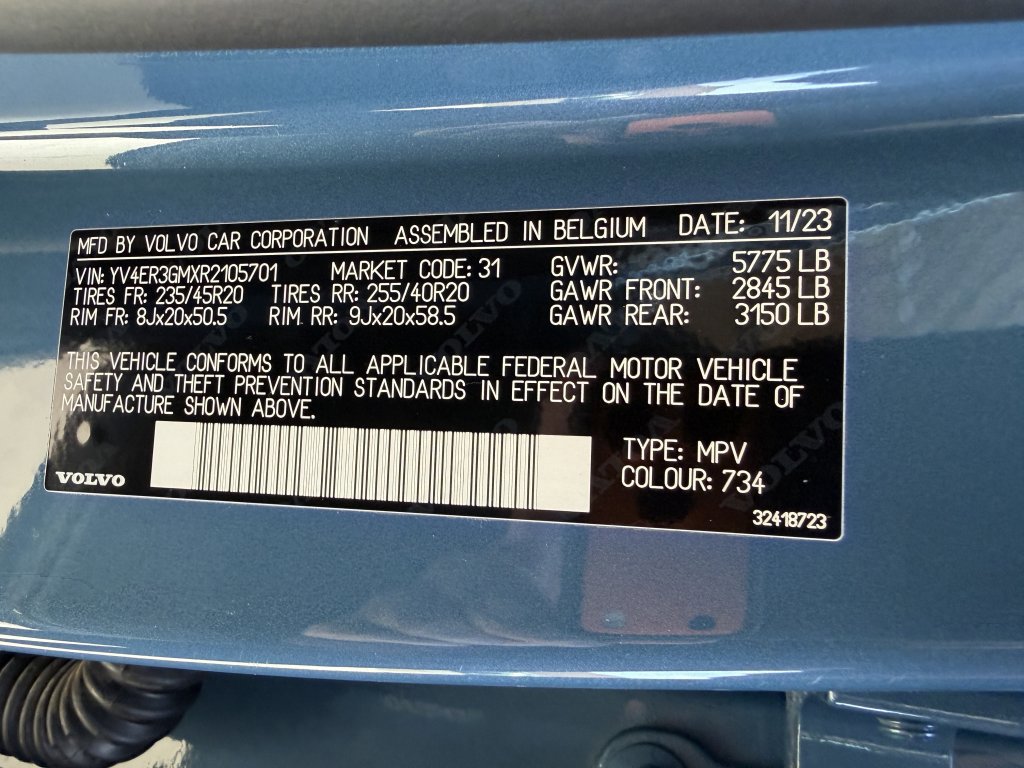 MFD BY VOLVO CAR CORPORATION ASSEMBLED IN BELGIUM DATE: 11/23
VIN: YV4ER3GMXR2105701 MARKET CODE: 31 GVWR: 5775 LB
TIRES FR: 235/45R20 TIRES RR: 255/40R20 GAWR FRONT: 2845 LB
RIM FR: 8Jx20x50.5 RIM RR: 9Jx20x58.5 GAWR REAR: 3150 LB
THIS VEHICLE CONFORMS TO ALL APPLICABLE FEDERAL MOTOR VEHICLE
SAFETY AND THEFT PREVENTION STANDARDS IN EFFECT ON THE DATE OF
MANUFACTURE SHOWN ABOVE.
TYPE: MPV
COLOUR: 734
VOLVO
32418723